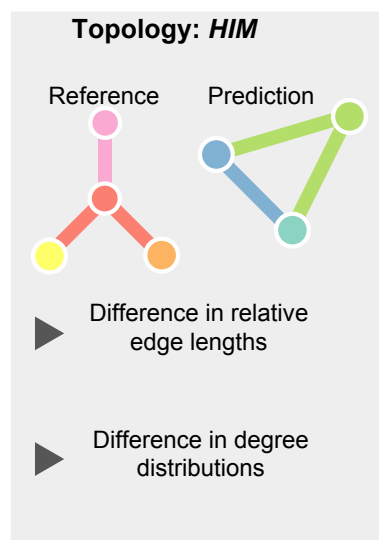 Topology: HIM
Reference Prediction
Difference in relative
edge lengths
Difference in degree
distributions